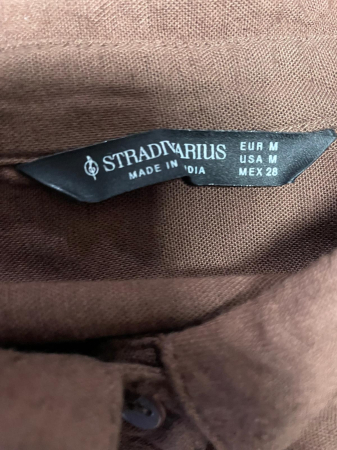 STRADIVARIUS
MADE IN INDIA
EUR M
USA M
MEX 28